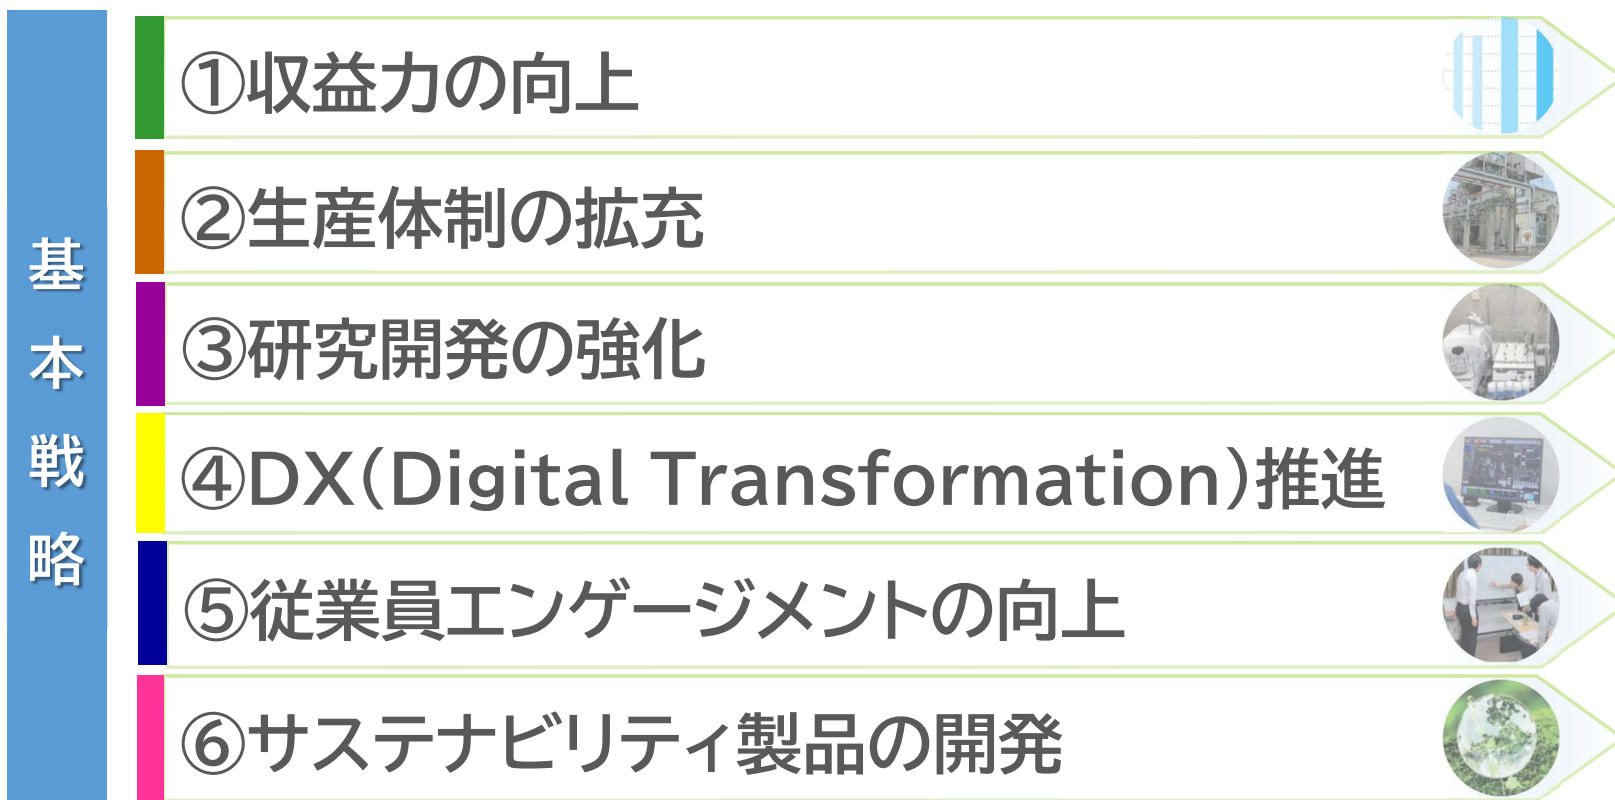 基本戦略
①収益力の向上
②生産体制の拡充
③研究開発の強化
④DX(Digital Transformation)推進
⑤従業員エンゲージメントの向上
⑥サステナビリティ製品の開発